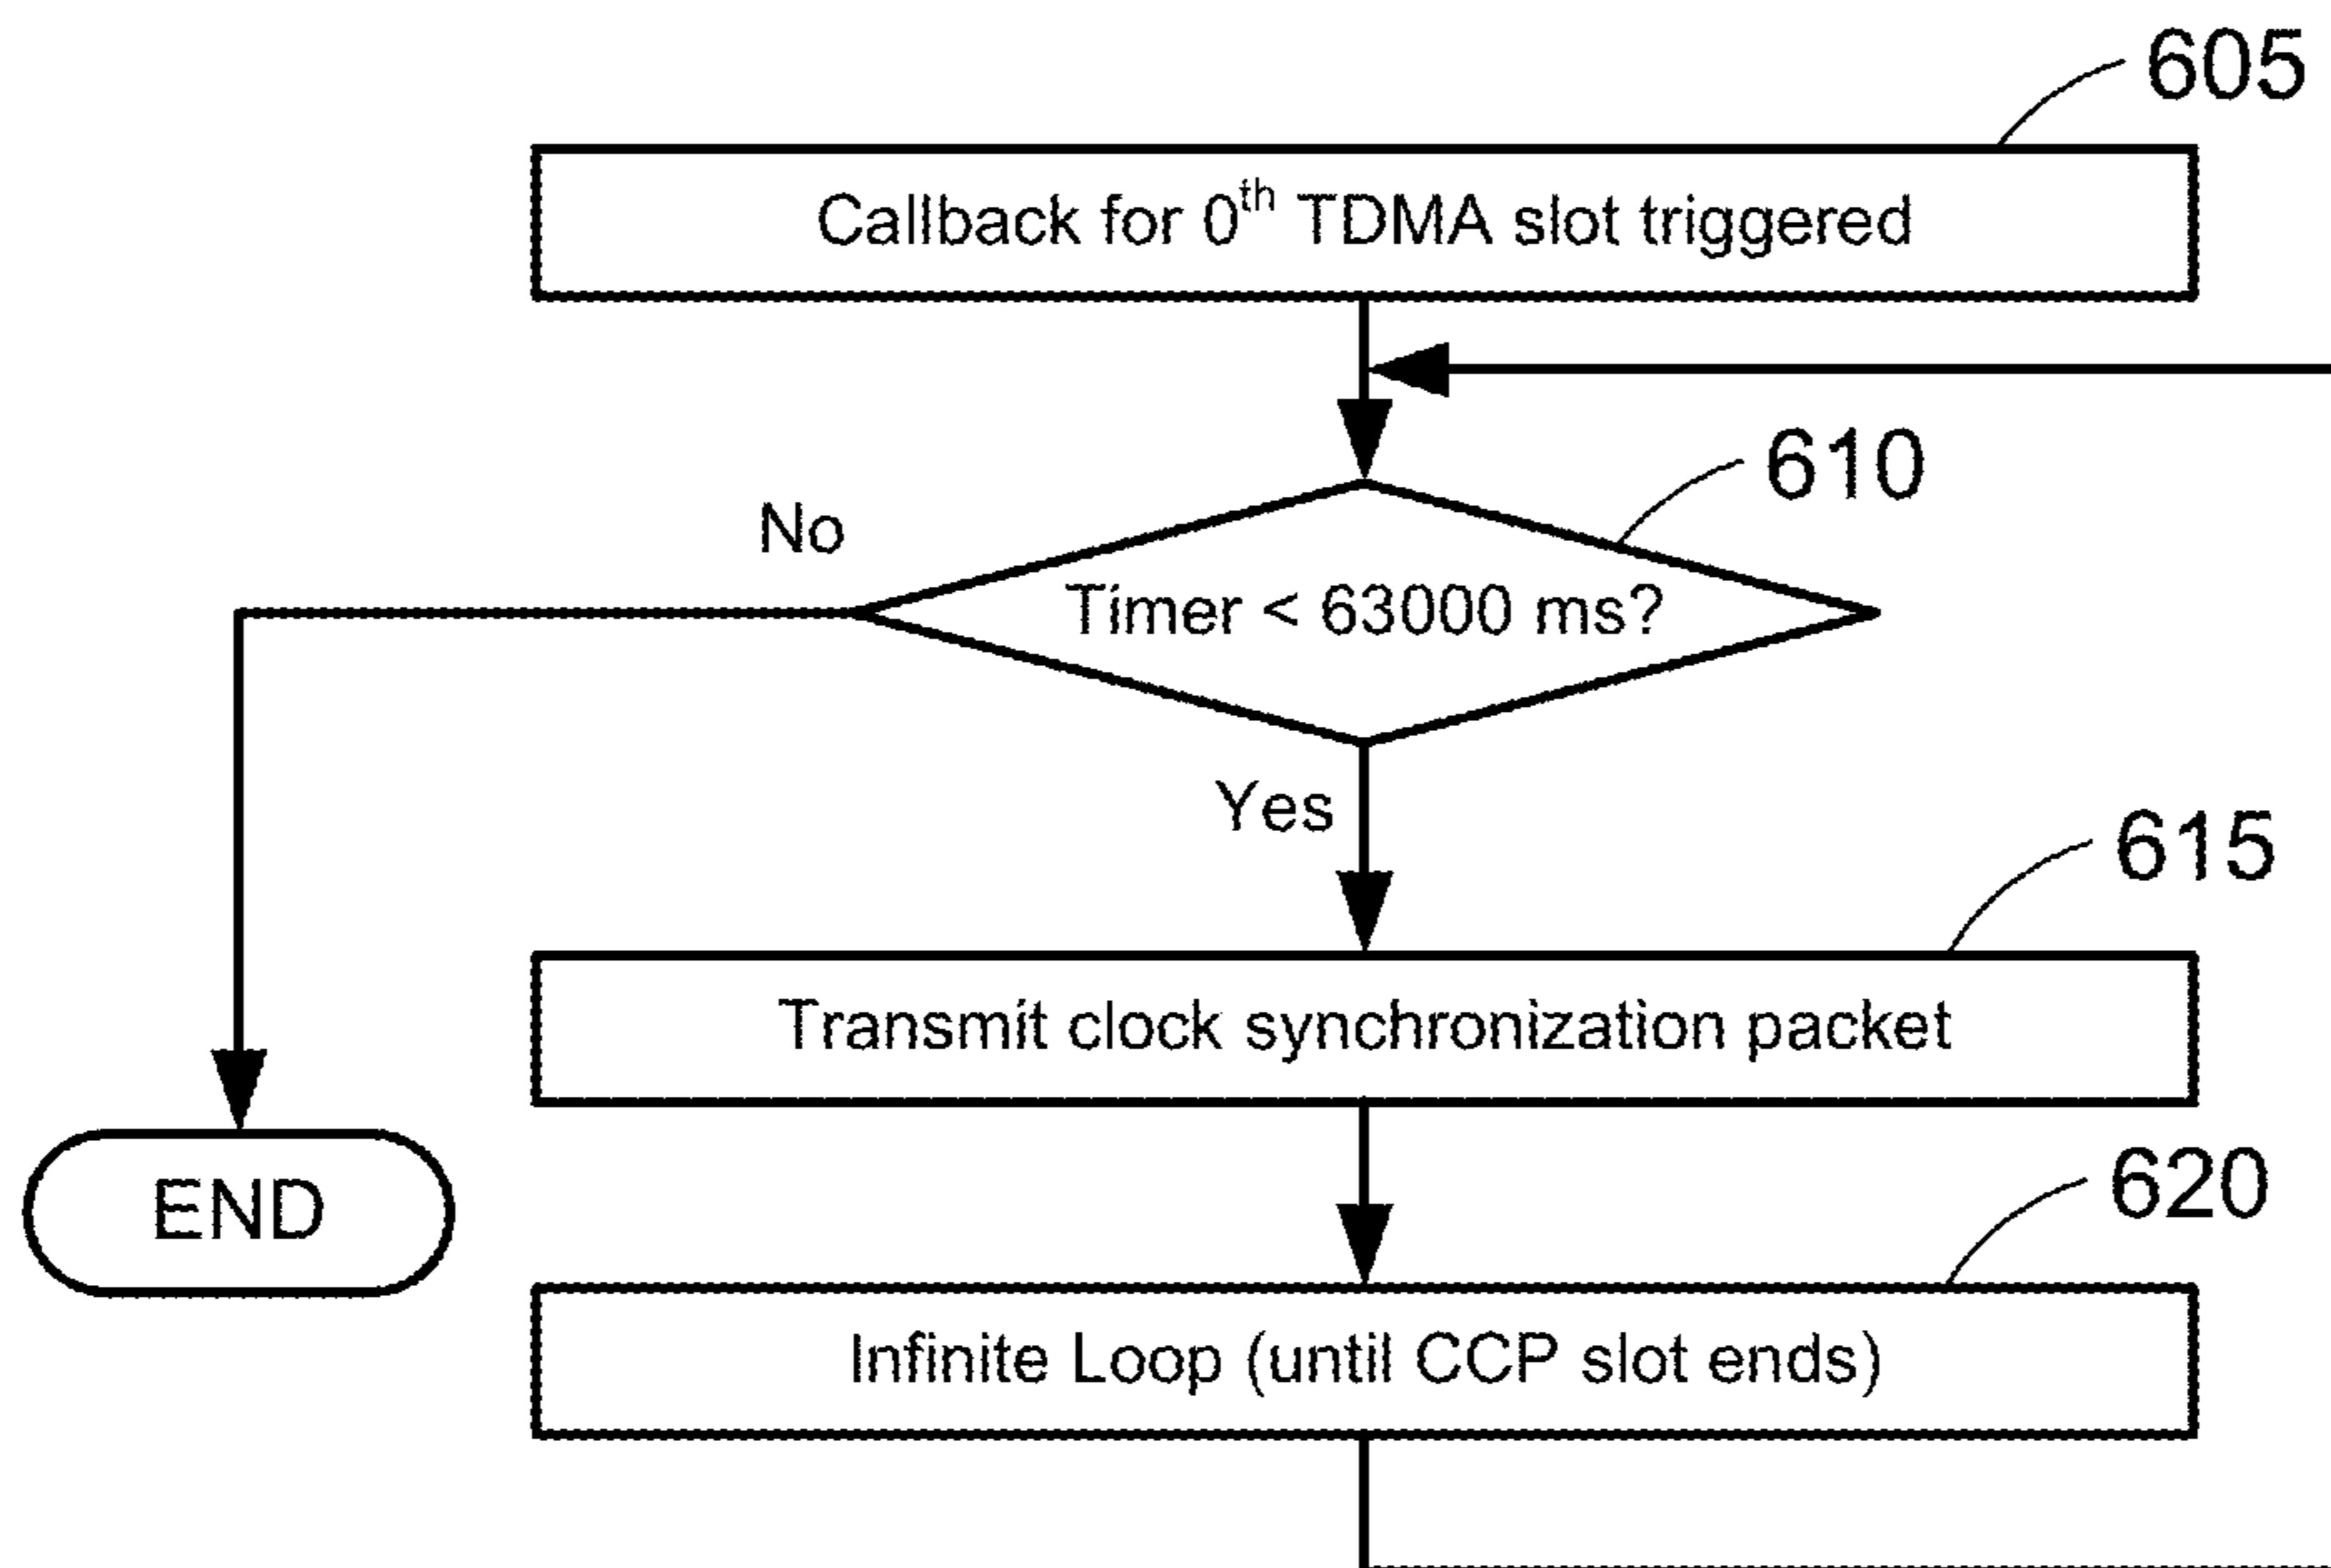 605
Callback for 0th TDMA slot triggered
610
No
Timer < 63000 ms?
Yes
615
Transmit clock synchronization packet
620
END
Infinite Loop (until CCP slot ends)